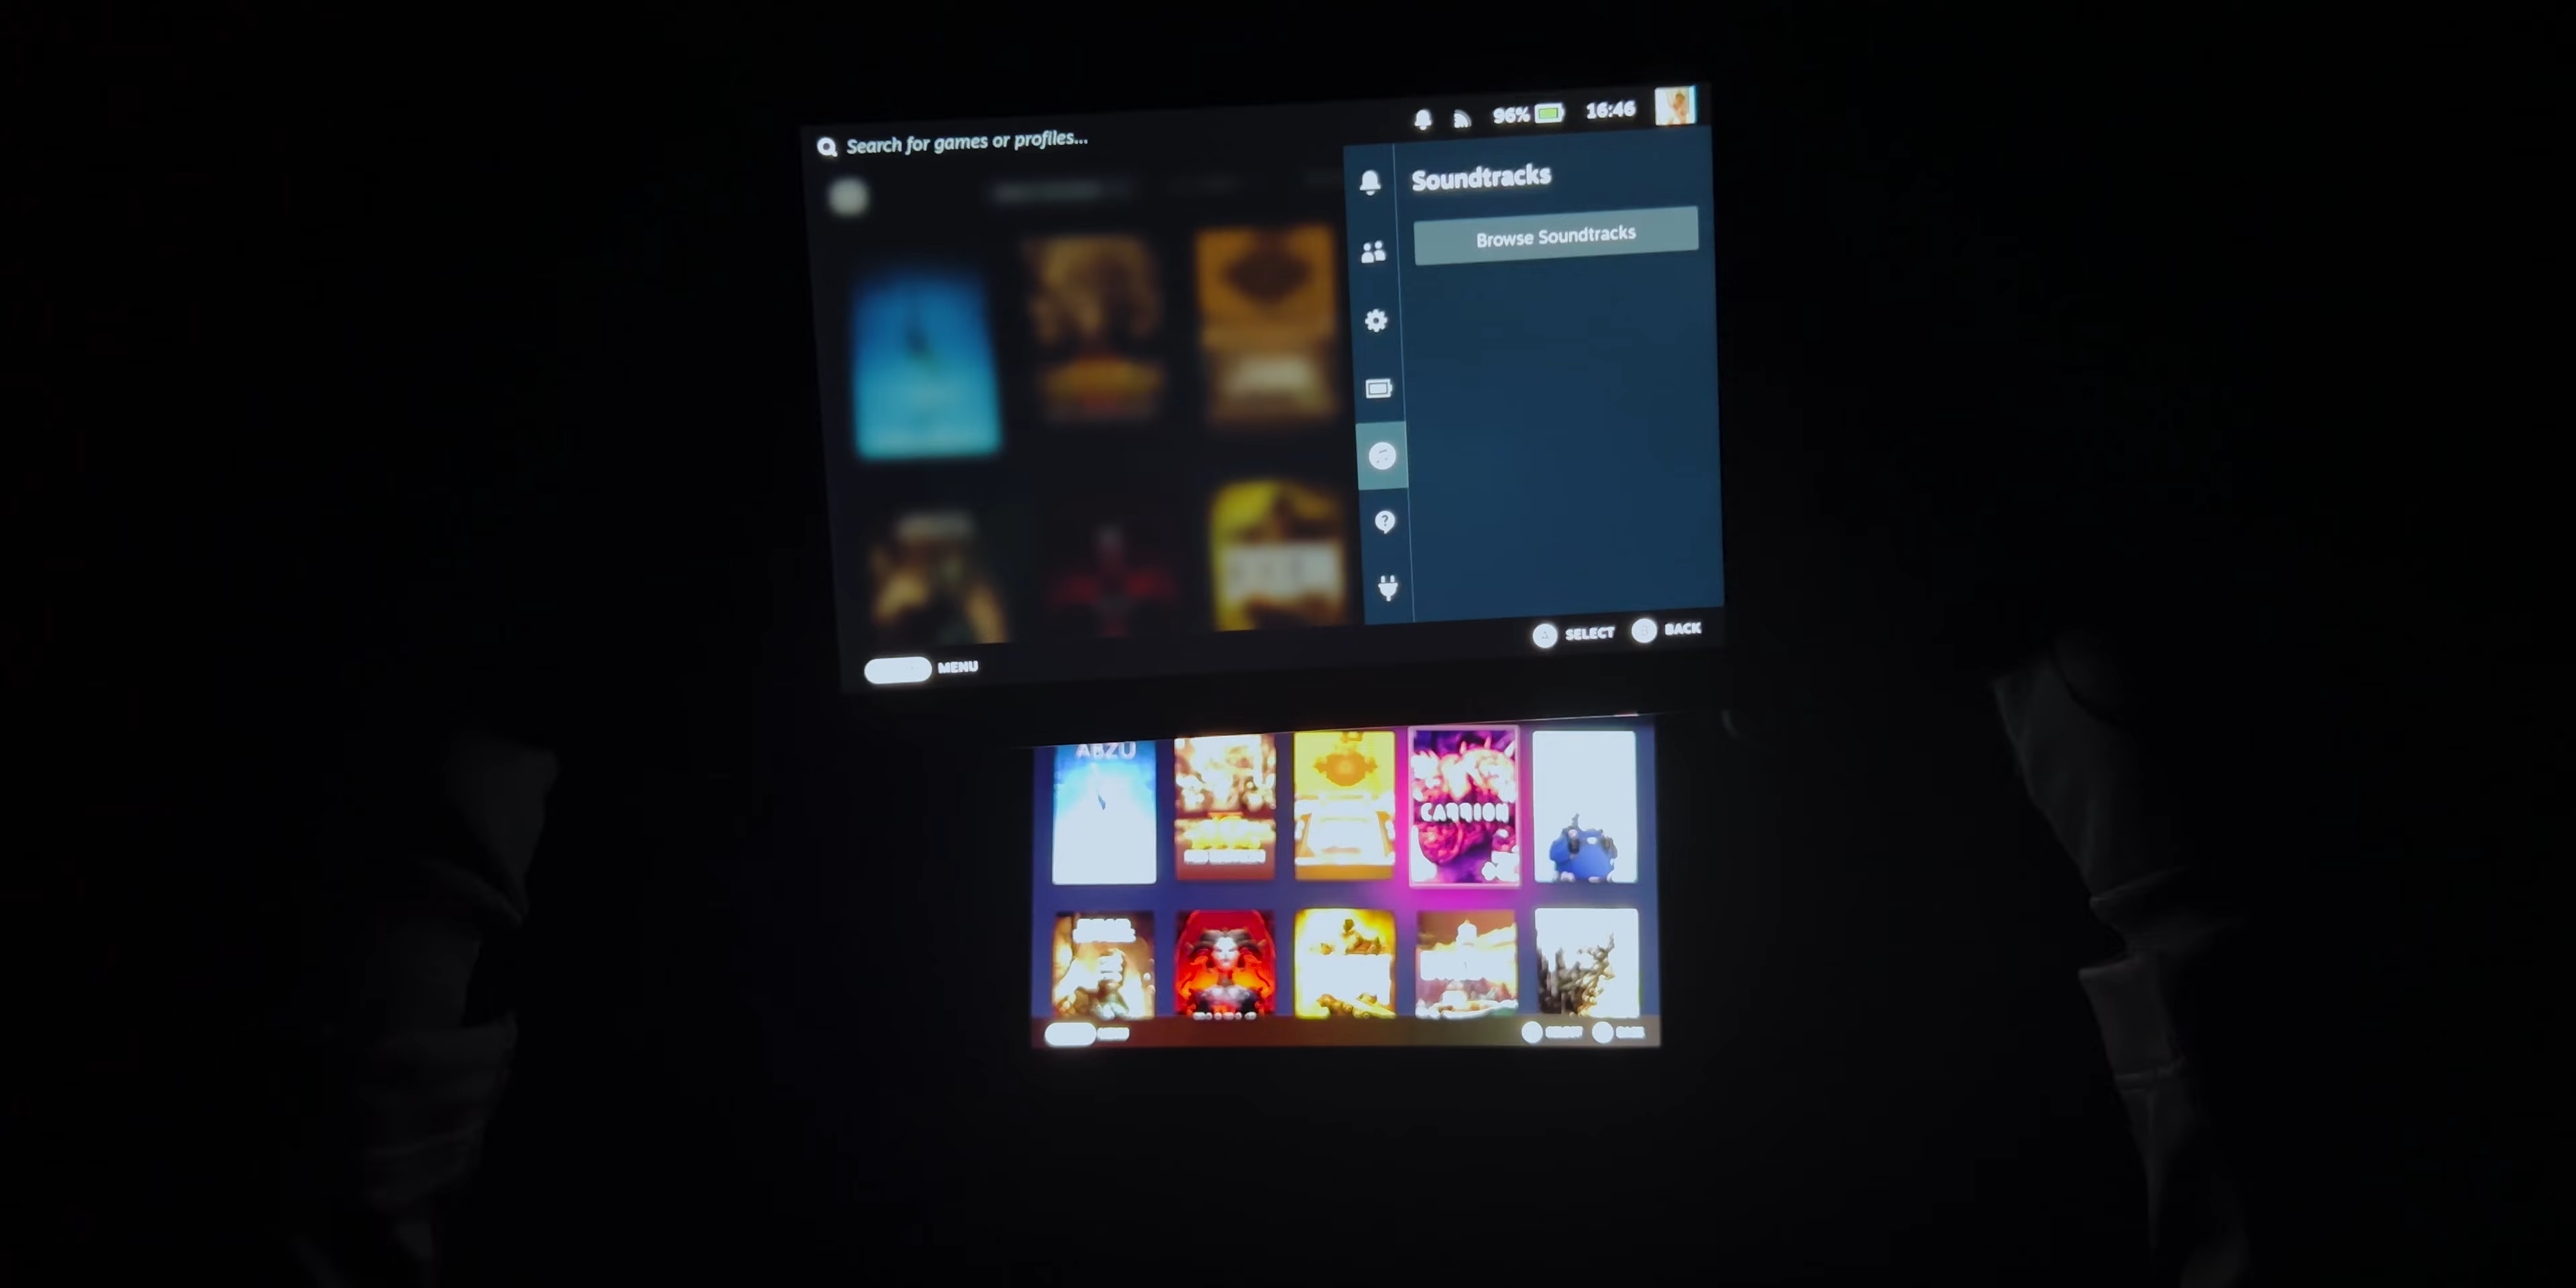 Search for games or profiles...
96%
16:46
Soundtracks
Browse Soundtracks
SELECT
BACK
MENU
ABZU
CARRION